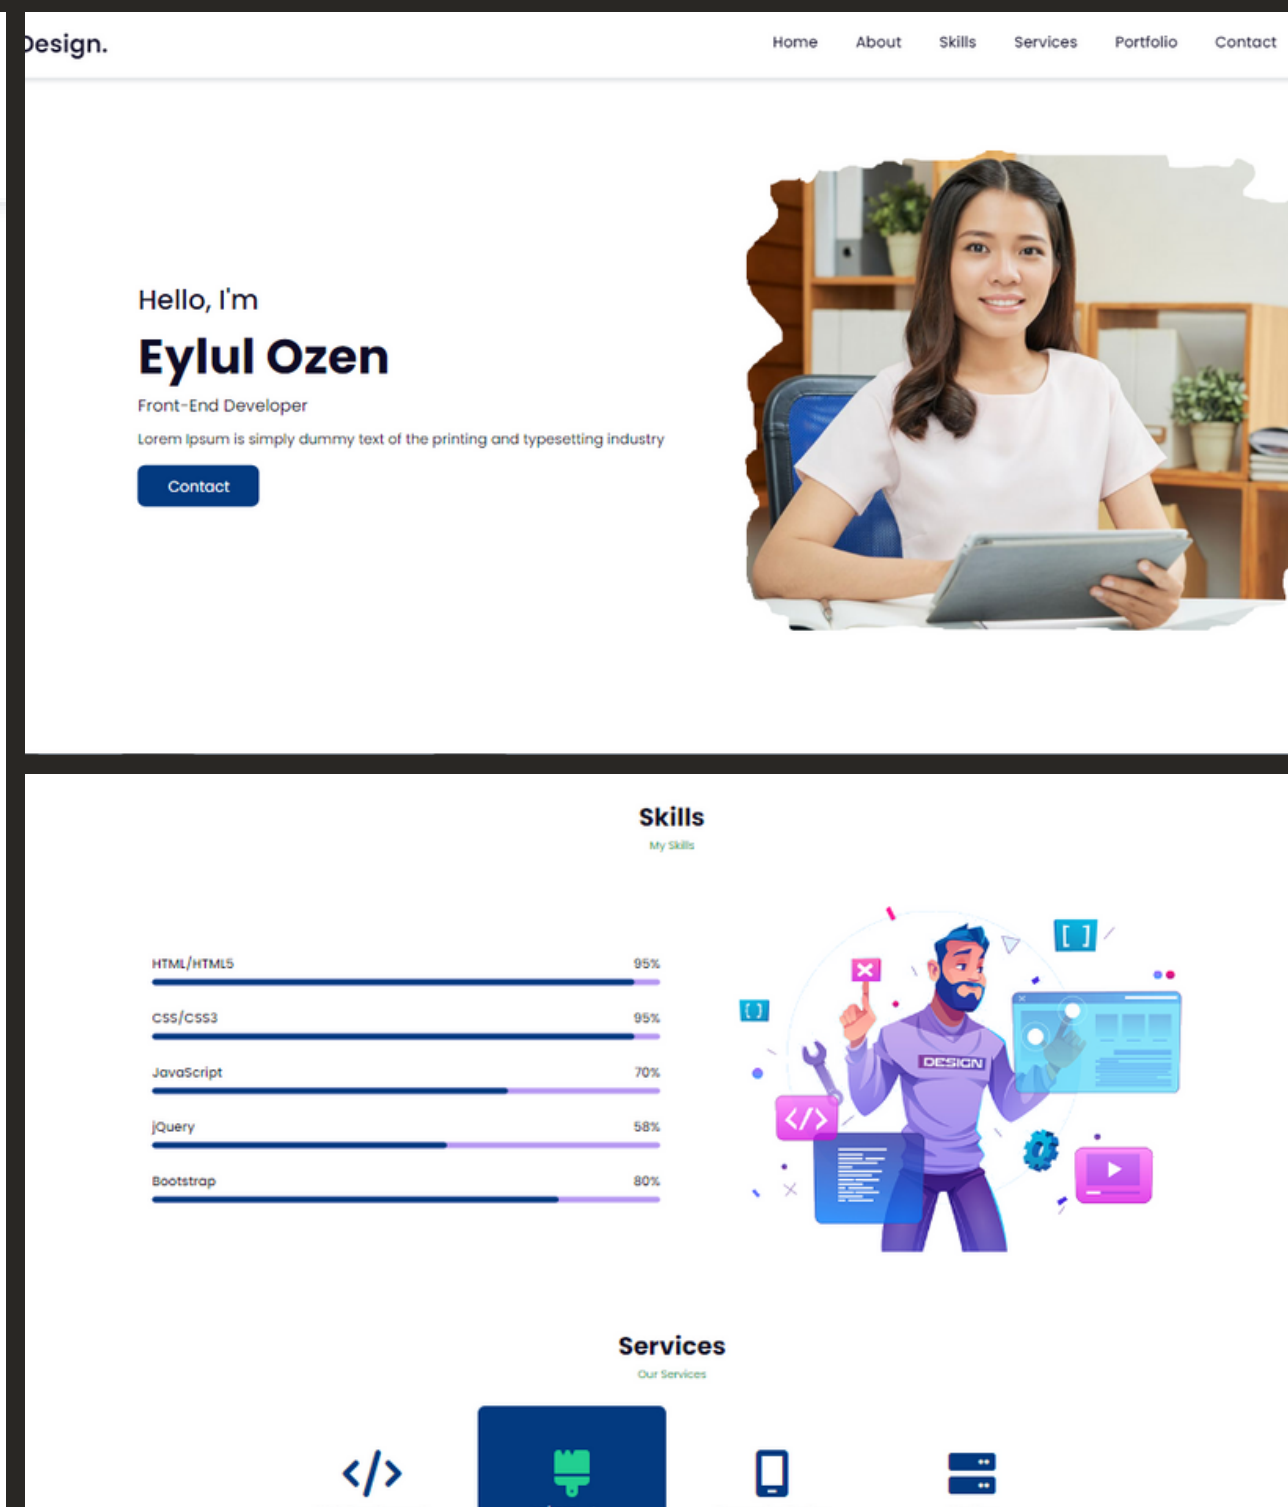 Design.
Home About Skills Services Portfolio Contact
Hello, I'm
Eylul Ozen
Front-End Developer
Lorem Ipsum is simply dummy text of the printing and typesetting industry
Contact
Skills
My Skills
HTML/HTML5 95%
CSS/CSS3 95%
JavaScript 70%
jQuery 58%
Bootstrap 80%
[ ]
{ }
DESIGN
</>
Services
Our Services
</>